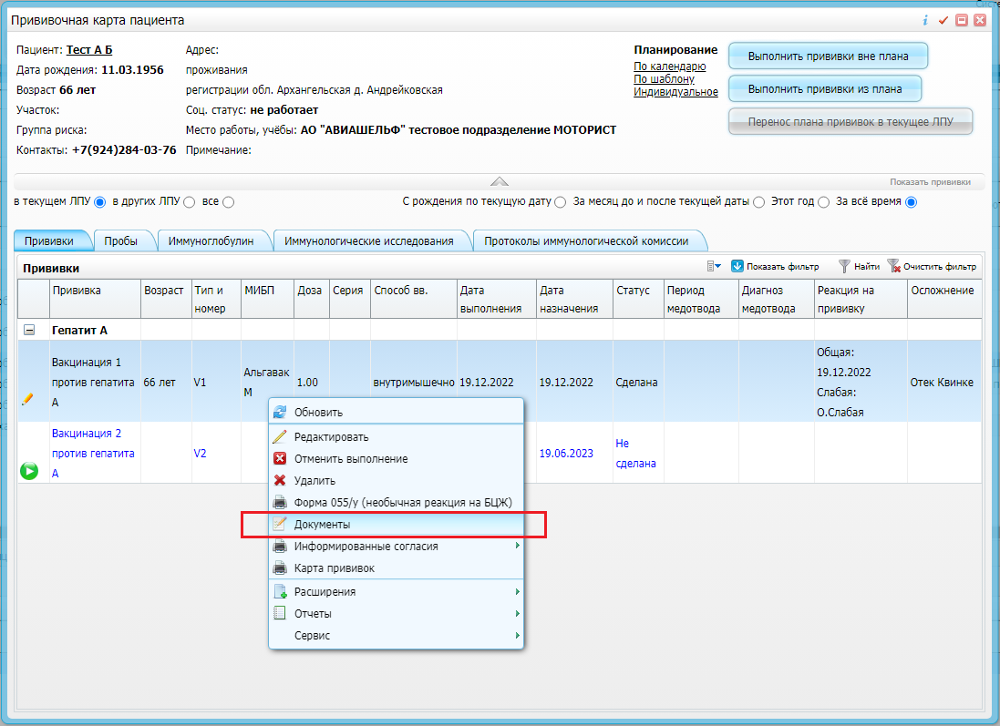 Прививочная карта пациента
Пациент: Тест А Б
Адрес:
Дата рождения: 11.03.1956
проживания
Возраст 66 лет
регистрации обл. Архангельская д. Андрейковская
Участок:
Соц. статус: не работает
Группа риска:
Место работы, учёбы: АО "АВИАШЕЛЬФ" тестовое подразделение МОТОРИСТ
Контакты: +7(924)284-03-76
Примечание:
Планирование
По календарю
По шаблону
Индивидуальное
Выполнить прививки вне плана
Выполнить прививки из плана
Перенос плана прививок в текущее ЛПУ
Показать прививки
в текущем ЛПУ в других ЛПУ все
С рождения по текущую дату За месяц до и после текущей даты Этот год За всё время
Прививки Пробы Иммуноглобулин Иммунологические исследования Протоколы иммунологической комиссии
Прививки
Показать фильтр Найти Очистить фильтр
Прививка
Возраст
Тип и
номер
МИБП
Доза
Серия
Способ вв.
Дата
выполнения
Дата
назначения
Статус
Период
медотвода
Диагноз
медотвода
Реакция на
прививку
Осложнение
Гепатит А
Вакцинация 1
против гепатита
А
66 лет
V1
Альгавак
М
1.00
внутримышечно
19.12.2022
19.12.2022
Сделана
Общая:
19.12.2022
Слабая:
О.Слабая
Отек Квинке
Вакцинация 2
против гепатита
А
V2
19.06.2023
Не
сделана
Обновить
Редактировать
Отменить выполнение
Удалить
Форма 055/у (необычная реакция на БЦЖ)
Документы
Информированные согласия
Карта прививок
Расширения
Отчеты
Сервис